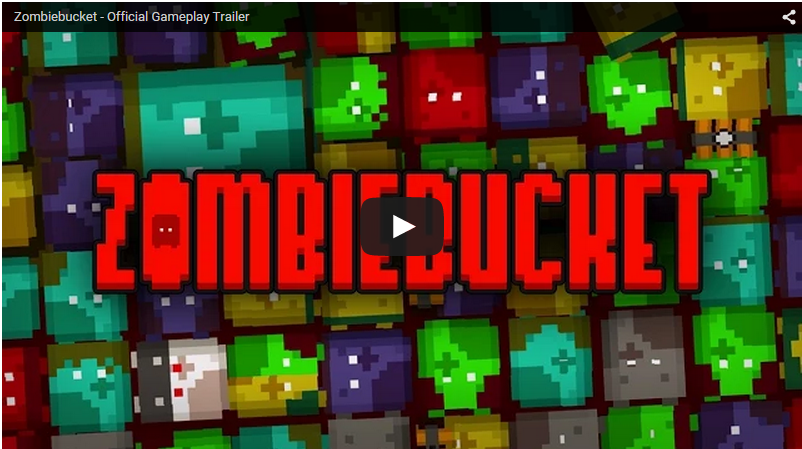 Zombiebucket - Official Gameplay Trailer
ZOMBIEBUCKET